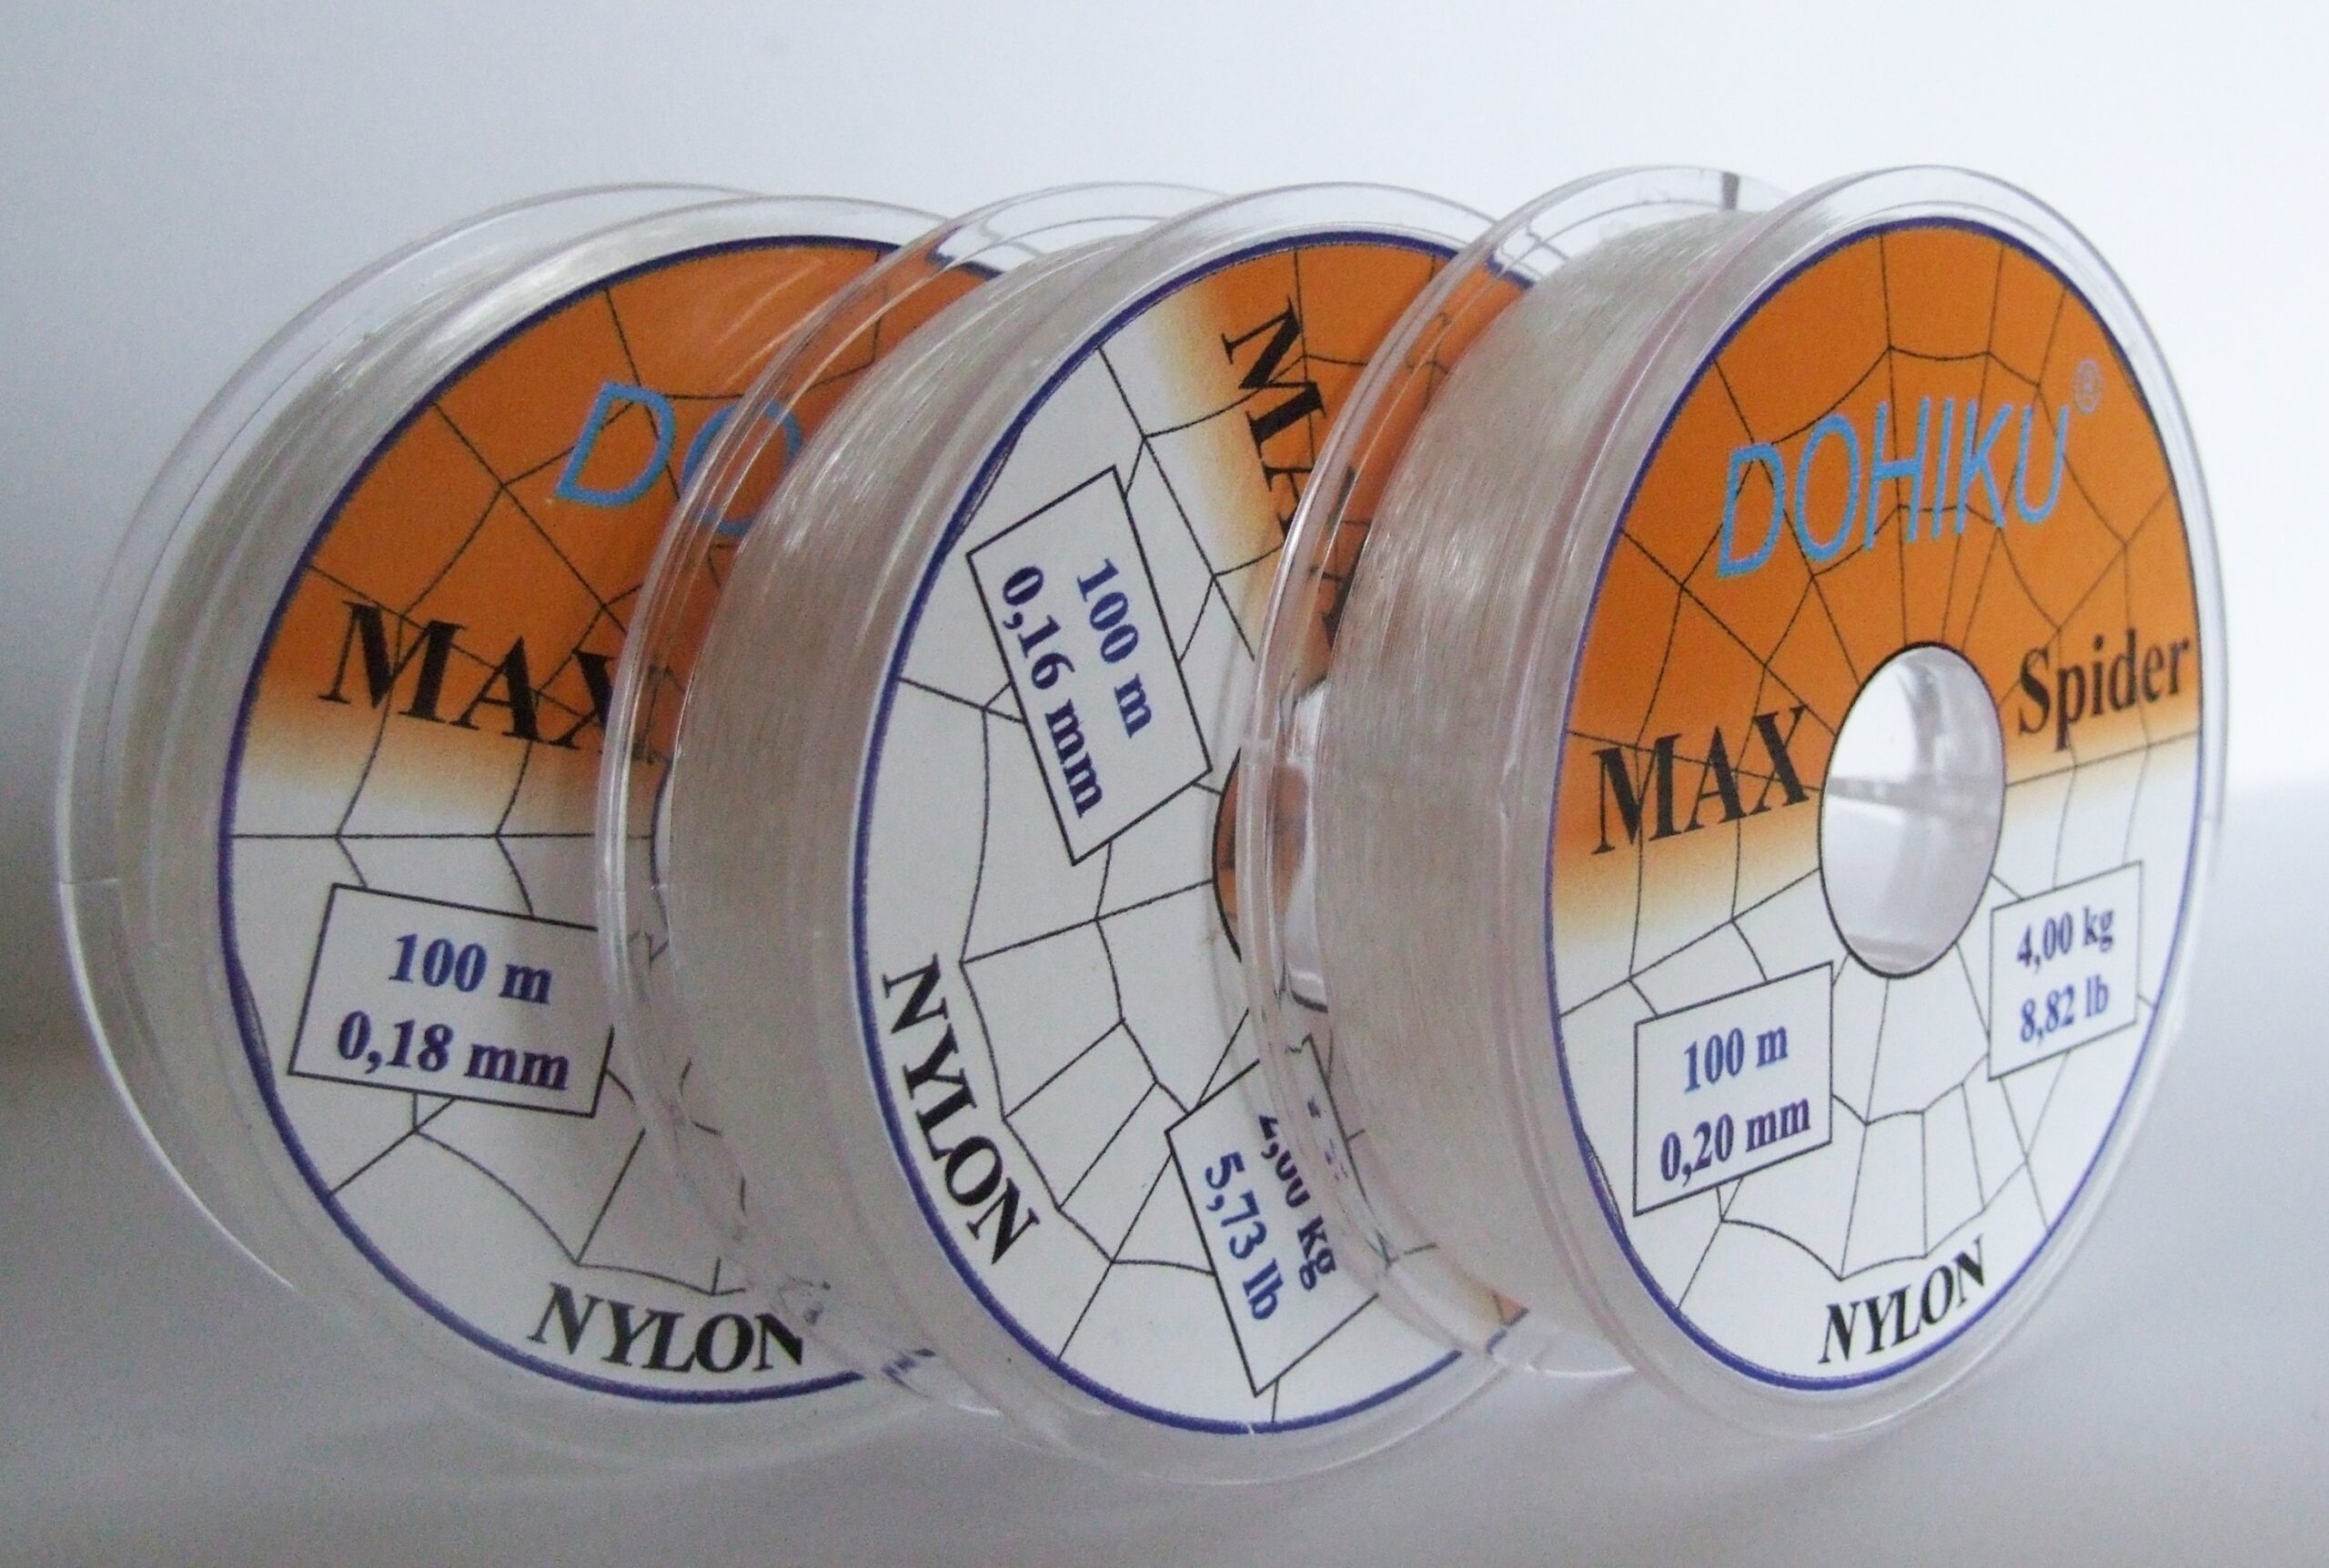 MAX
100 m
0,18 mm
NYLON
100 m
0,16 mm
NYLON
kg
5,73 lb
DOHIKU®
MAX Spider
100 m
0,20 mm
4,00 kg
8,82 lb
NYLON